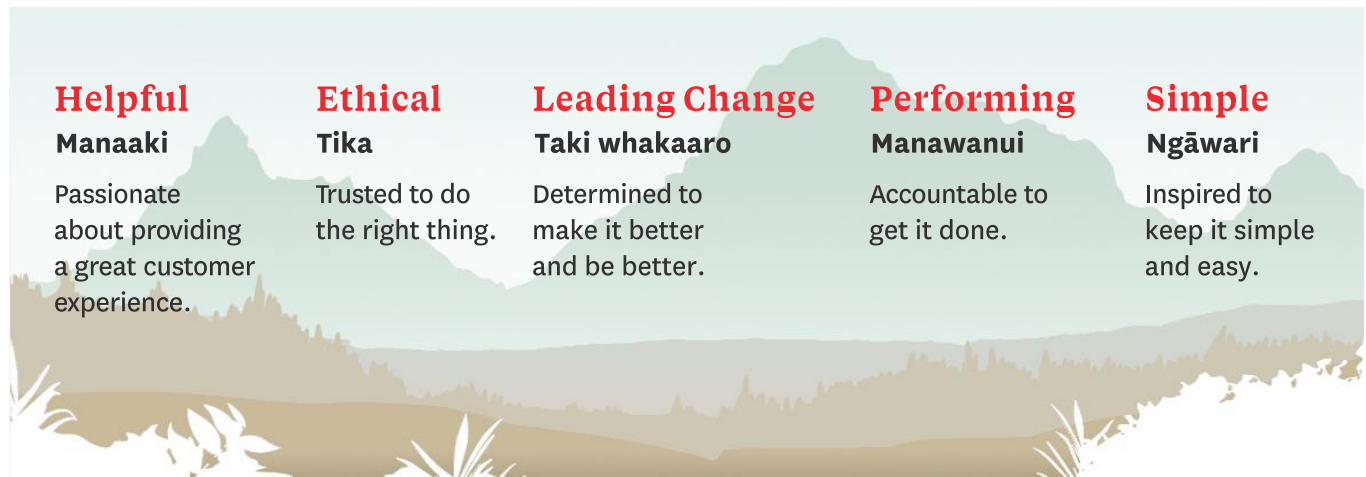 Helpful
Manaaki
Passionate
about providing
a great customer
experience.
Ethical
Tika
Trusted to do
the right thing.
Leading Change
Taki whakaaro
Determined to
make it better
and be better.
Performing
Manawanui
Accountable to
get it done.
Simple
Ngāwari
Inspired to
keep it simple
and easy.